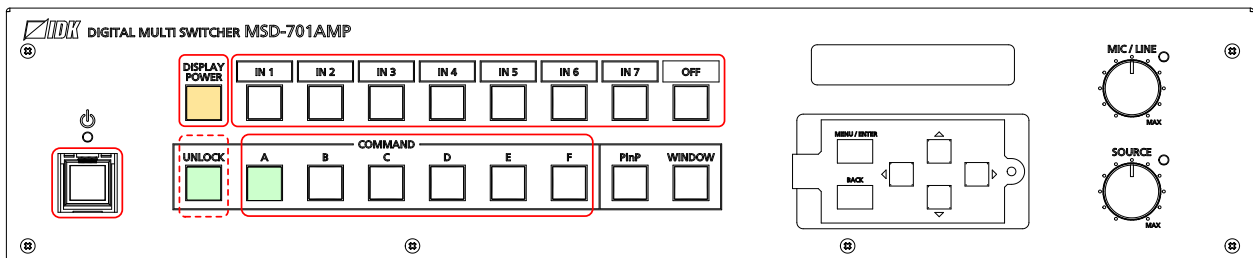 IDK DIGITAL MULTI SWITCHER MSD-701AMP
DISPLAY POWER
IN 1 IN 2 IN 3 IN 4 IN 5 IN 6 IN 7 OFF
COMMAND
UNLOCK A B C D E F PinP WINDOW
MENU / ENTER
BACK
MIC / LINE
MAX
SOURCE
MAX